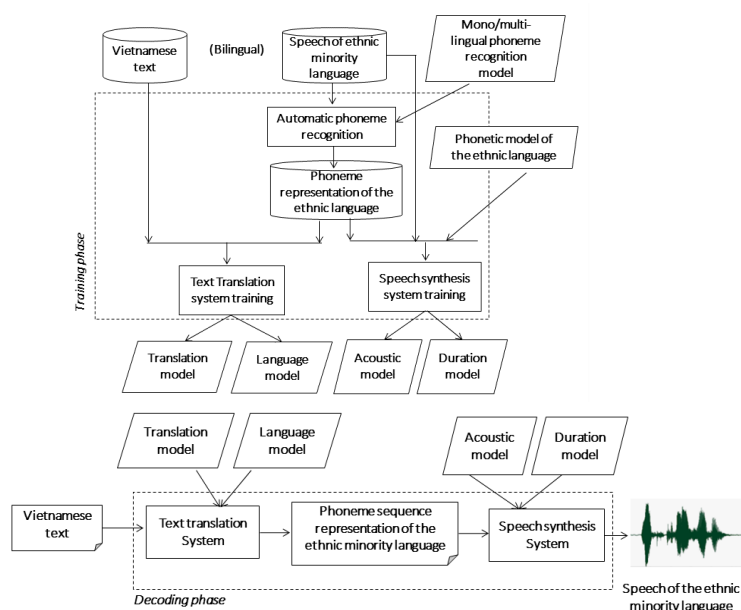 Vietnamese
text
(Bilingual)
Speech of ethnic
minority
language
Mono/multi-
lingual phoneme
recognition
model
Automatic phoneme
recognition
Phonetic model of
the ethnic language
Phoneme
representation of the
ethnic language
Training phase
Text Translation
system training
Speech synthesis
system training
Translation
model
Language
model
Acoustic
model
Duration
model
Translation
model
Language
model
Acoustic
model
Duration
model
Vietnamese
text
Text translation
System
Phoneme sequence
representation of the
ethnic minority language
Speech synthesis
System
Decoding phase
Speech of the ethnic
minority language